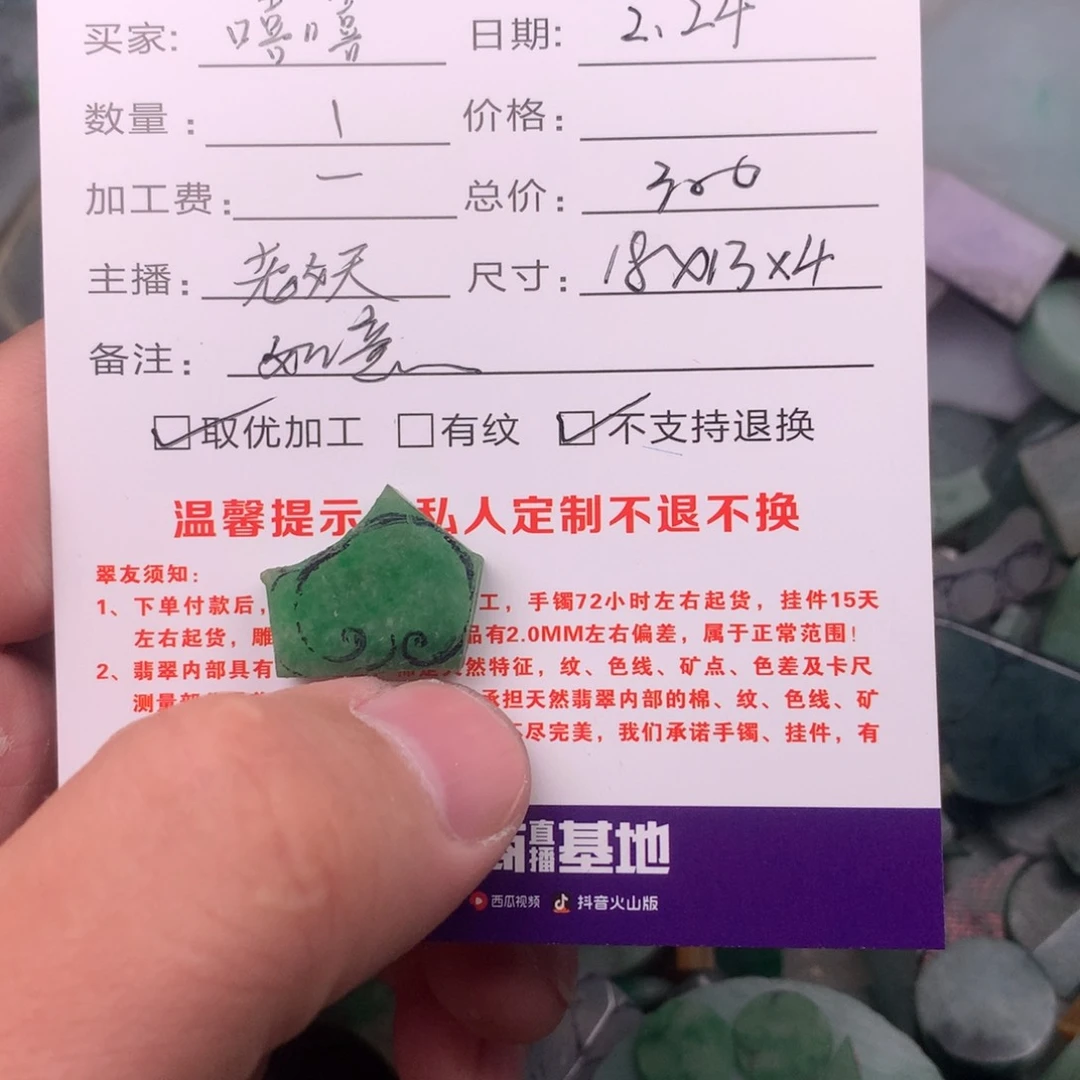 买家: 嘻嘻 日期: 2.24
数量: 1 价格:
加工费: 一 总价: 300
主播: 尺寸: 18X13X4
备注: 如意
取优加工 有纹 不支持退换
温馨提示 私人定制不退不换
翠友须知:
1、下单付款后, 工,手镯72小时左右起货,挂件15天
左右起货,雕 品有2.0MM左右偏差,属于正常范围!
2、翡翠内部具有 然特征,纹、色线、矿点、色差及卡尺
测量 承担天然翡翠内部的棉、纹、色线、矿
尽完美,我们承诺手镯、挂件,有
直播基地
西瓜视频 抖音火山版